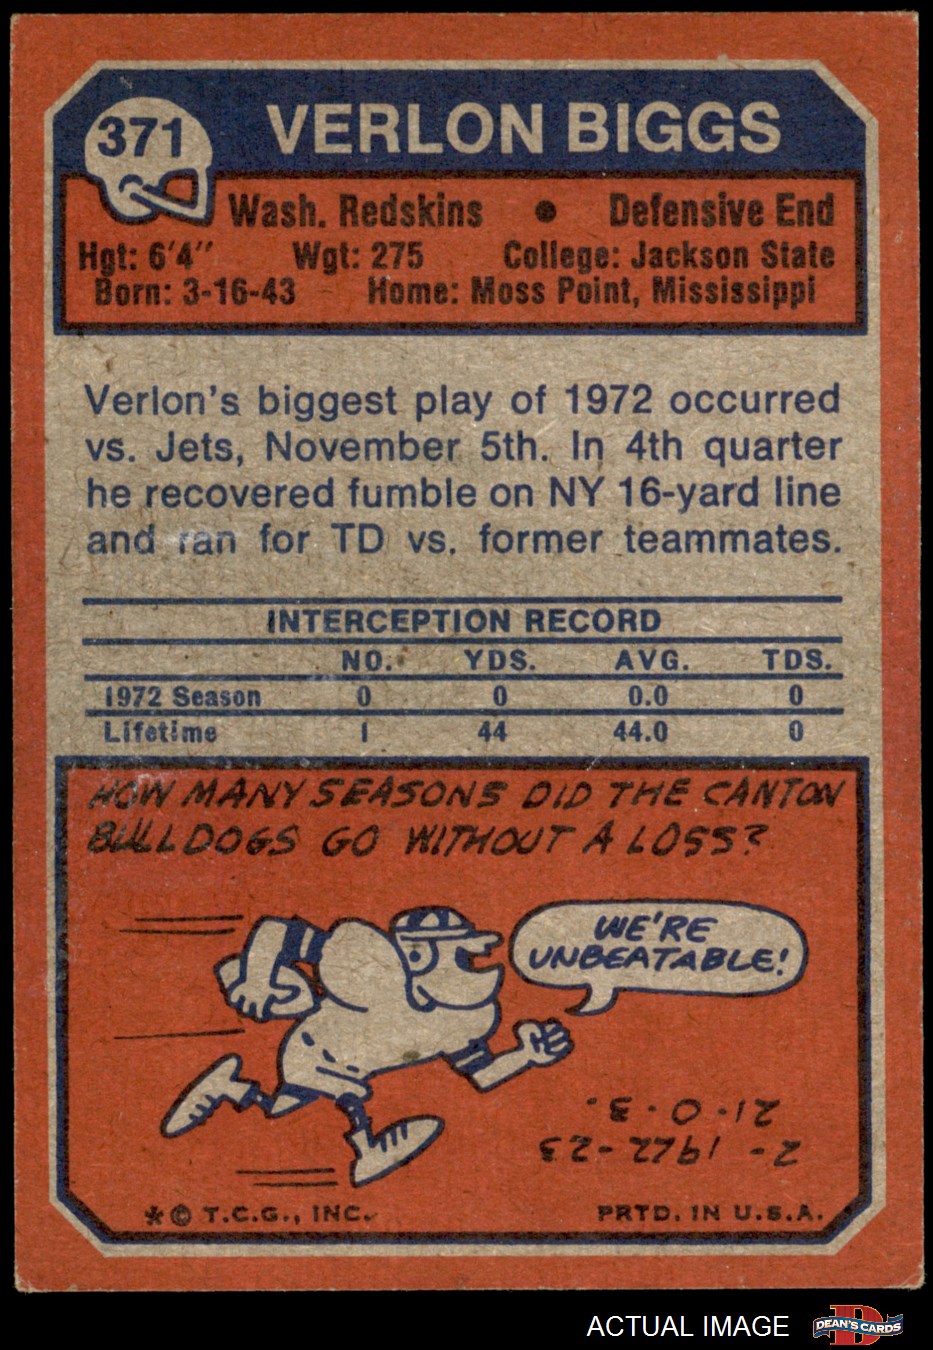 371
VERLON BIGGS
Wash. Redskins • Defensive End
Hgt: 6'4" Wgt: 275 College: Jackson State
Born: 3-16-43 Home: Moss Point, Mississippi
Verlon's biggest play of 1972 occurred
vs. Jets, November 5th. In 4th quarter
he recovered fumble on NY 16-yard line
and ran for TD vs. former teammates.
INTERCEPTION RECORD
NO. YDS. AVG. TDS.
1972 Season 0 0 0.0 0
Lifetime 1 44 44.0 0
HOW MANY SEASONS DID THE CANTON
BULLDOGS GO WITHOUT A LOSS?
WE'RE
UNBEATABLE!
2- 1922-23
21-0-3.
*© T.C.G., INC.
PRTD. IN U.S.A.
ACTUAL IMAGE
D
DEAN'S CARDS